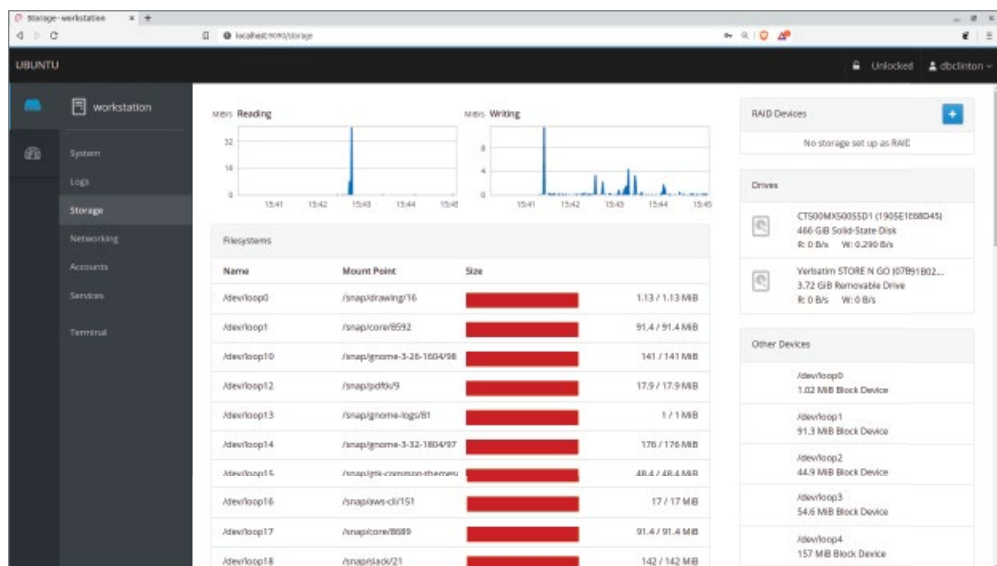 Storage - workstation
localhost:9090/storage
UBUNTU
Unlocked
dbclinton
workstation
System
Logs
Storage
Networking
Accounts
Services
Terminal
MiB/s Reading
32
16
0
15:41 15:42 15:43 15:44 15:45
MiB/s Writing
8
4
0
15:41 15:42 15:43 15:44 15:45
Filesystems
Name Mount Point Size
/dev/loop0 /snap/drawing/16 1.13 / 1.13 MiB
/dev/loop1 /snap/core/8592 91.4 / 91.4 MiB
/dev/loop10 /snap/gnome-3-26-1604/98 141 / 141 MiB
/dev/loop12 /snap/pdftk/9 17.9 / 17.9 MiB
/dev/loop13 /snap/gnome-logs/81 1 / 1 MiB
/dev/loop14 /snap/gnome-3-32-1804/97 176 / 176 MiB
/dev/loop15 /snap/gtk-common-themes/ 48.4 / 48.4 MiB
/dev/loop16 /snap/aws-cli/151 17 / 17 MiB
/dev/loop17 /snap/core/8689 91.4 / 91.4 MiB
/dev/loop18 /snap/slack/21 142 / 142 MiB
RAID Devices
No storage set up as RAID
Drives
466 GiB Solid-State Disk
R: 0 B/s W: 0.290 B/s
Verbatim STORE N GO (07B91B02...
3.72 GiB Removable Drive
R: 0 B/s W: 0 B/s
Other Devices
/dev/loop0
1.02 MiB Block Device
/dev/loop1
91.3 MiB Block Device
/dev/loop2
44.9 MiB Block Device
/dev/loop3
54.6 MiB Block Device
/dev/loop4
157 MiB Block Device